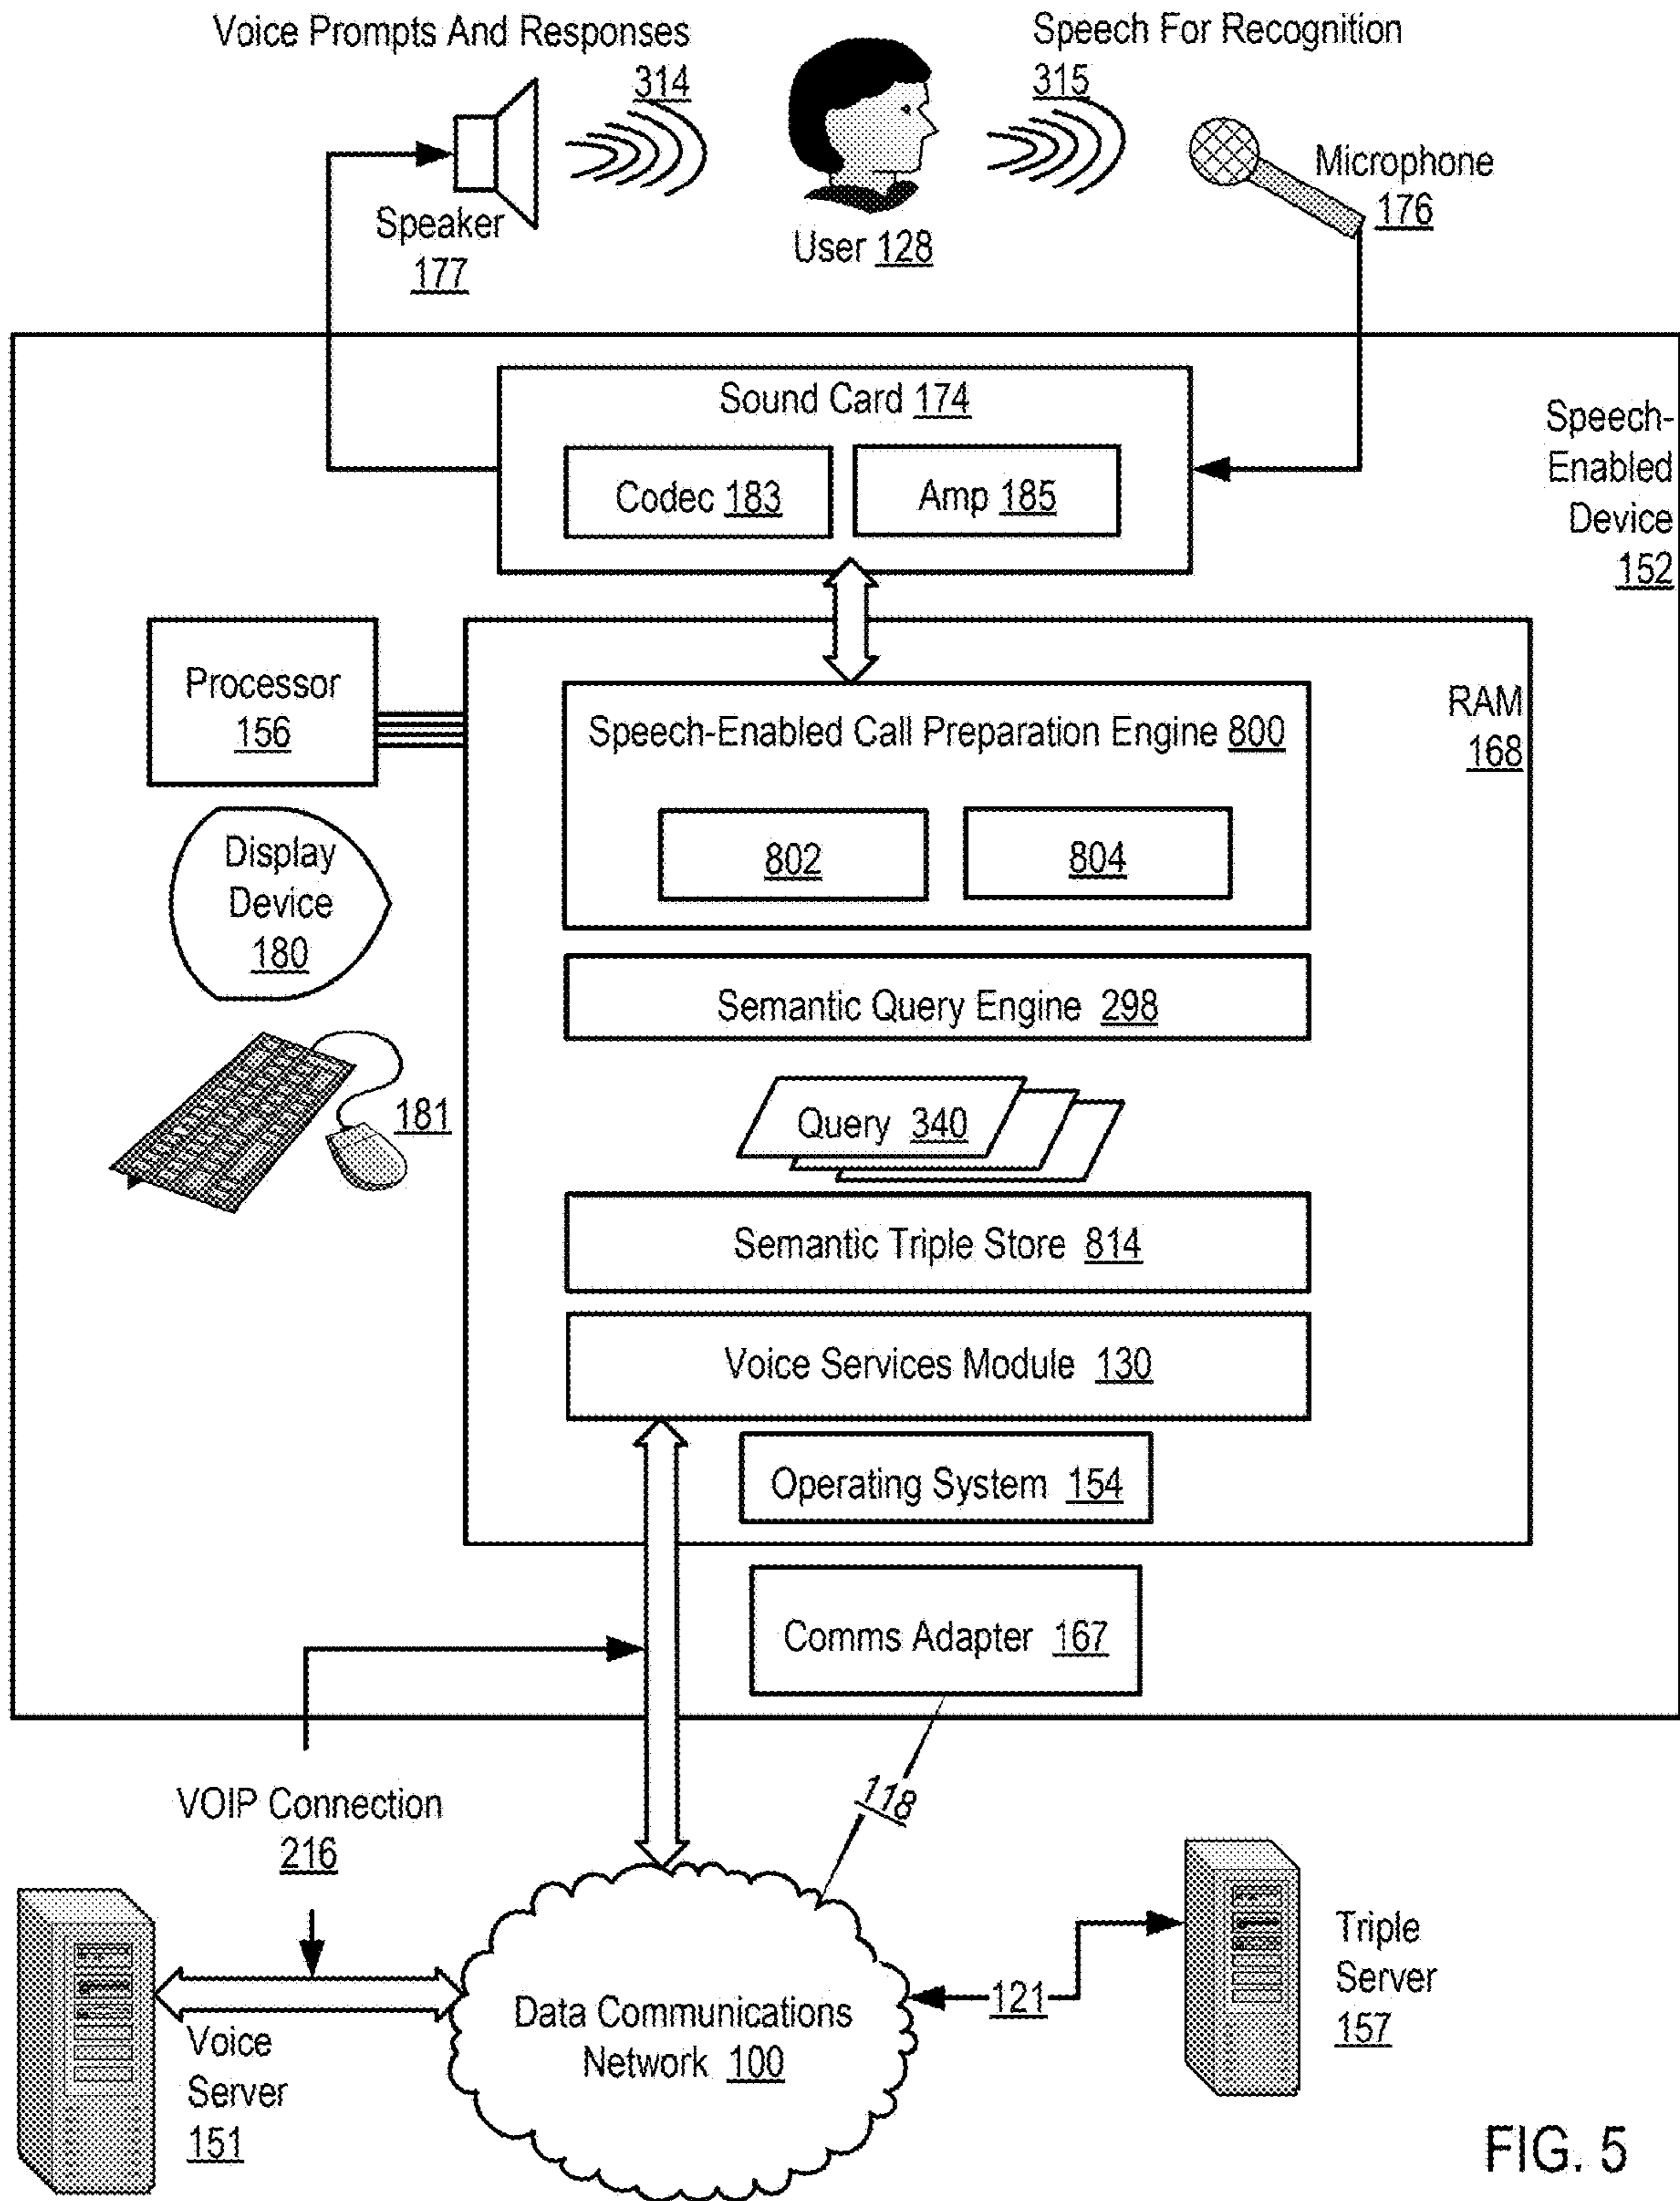 Voice Prompts And Responses
314
Speech For Recognition
315
Microphone
176
Speaker
177
User 128
Sound Card 174
Codec 183
Amp 185
Speech-
Enabled
Device
152
Processor
156
RAM
168
Speech-Enabled Call Preparation Engine 800
802
804
Display
Device
180
Semantic Query Engine 298
181
Query 340
Semantic Triple Store 814
Voice Services Module 130
Operating System 154
Comms Adapter 167
118
VOIP Connection
216
Voice
Server
151
Data Communications
Network 100
121
Triple
Server
157
FIG. 5